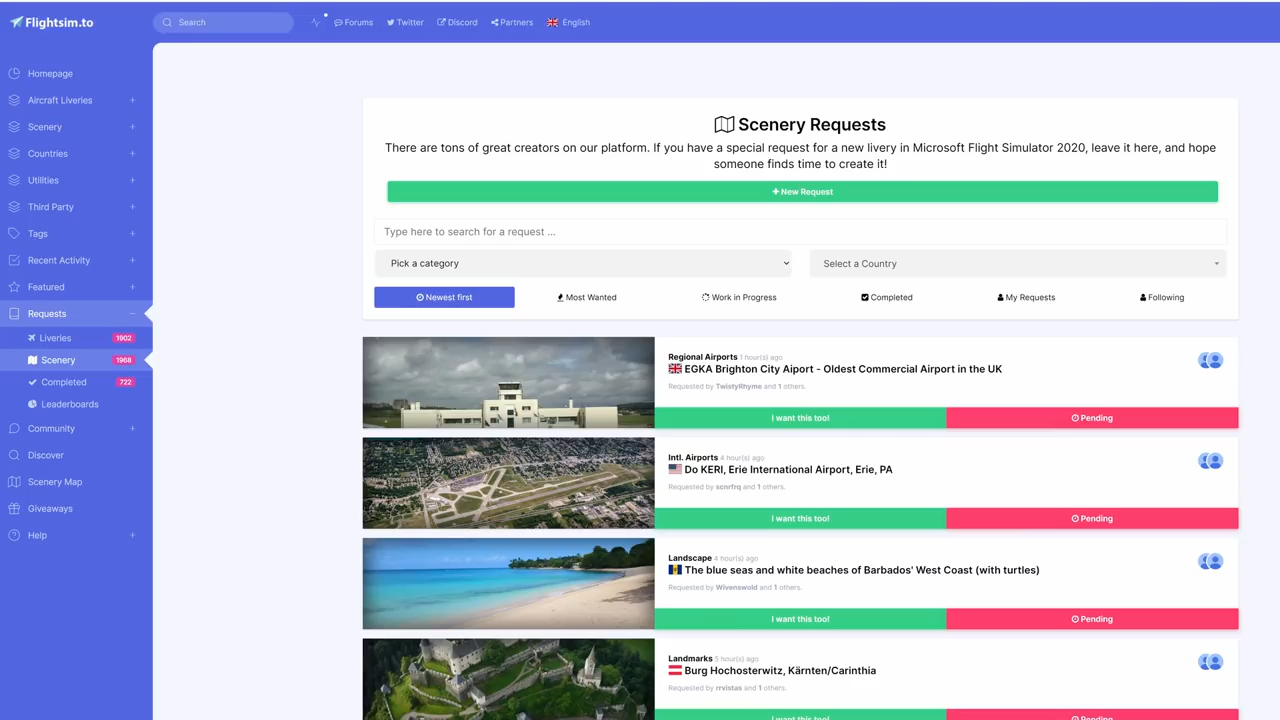 Flightsim.to
Search
Forums
Twitter
Discord
Partners
English
Homepage
Aircraft Liveries
Scenery
Countries
Utilities
Third Party
Tags
Recent Activity
Featured
Requests
Liveries 1902
Scenery 1968
Completed 722
Leaderboards
Community
Discover
Scenery Map
Giveaways
Help
Scenery Requests
There are tons of great creators on our platform. If you have a special request for a new livery in Microsoft Flight Simulator 2020, leave it here, and hope
someone finds time to create it!
+ New Request
Type here to search for a request ...
Pick a category
Select a Country
Newest first
Most Wanted
Work in Progress
Completed
My Requests
Following
Regional Airports 1 hour(s) ago
EGKA Brighton City Aiport - Oldest Commercial Airport in the UK
Requested by TwistyRhyme and 1 others.
I want this too!
Pending
Intl. Airports 4 hour(s) ago
Do KERI, Erie International Airport, Erie, PA
Requested by scnrfrq and 1 others.
I want this too!
Pending
Landscape 4 hour(s) ago
The blue seas and white beaches of Barbados' West Coast (with turtles)
Requested by Wivenswold and 1 others.
I want this too!
Pending
Landmarks 5 hour(s) ago
Burg Hochosterwitz, Kärnten/Carinthia
Requested by rrvistas and 1 others.
I want this too!
Pending